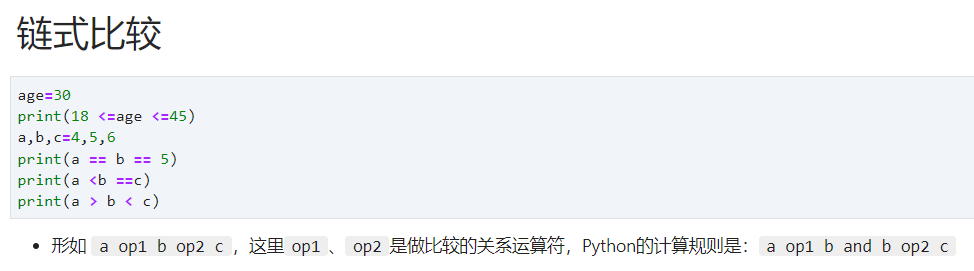 链式比较
age=30
print(18 <=age <=45)
a,b,c=4,5,6
print(a == b == 5)
print(a <b ==c)
print(a > b < c)
• 形如 a op1 b op2 c ，这里 op1 、 op2 是做比较的关系运算符，Python的计算规则是： a op1 b and b op2 c